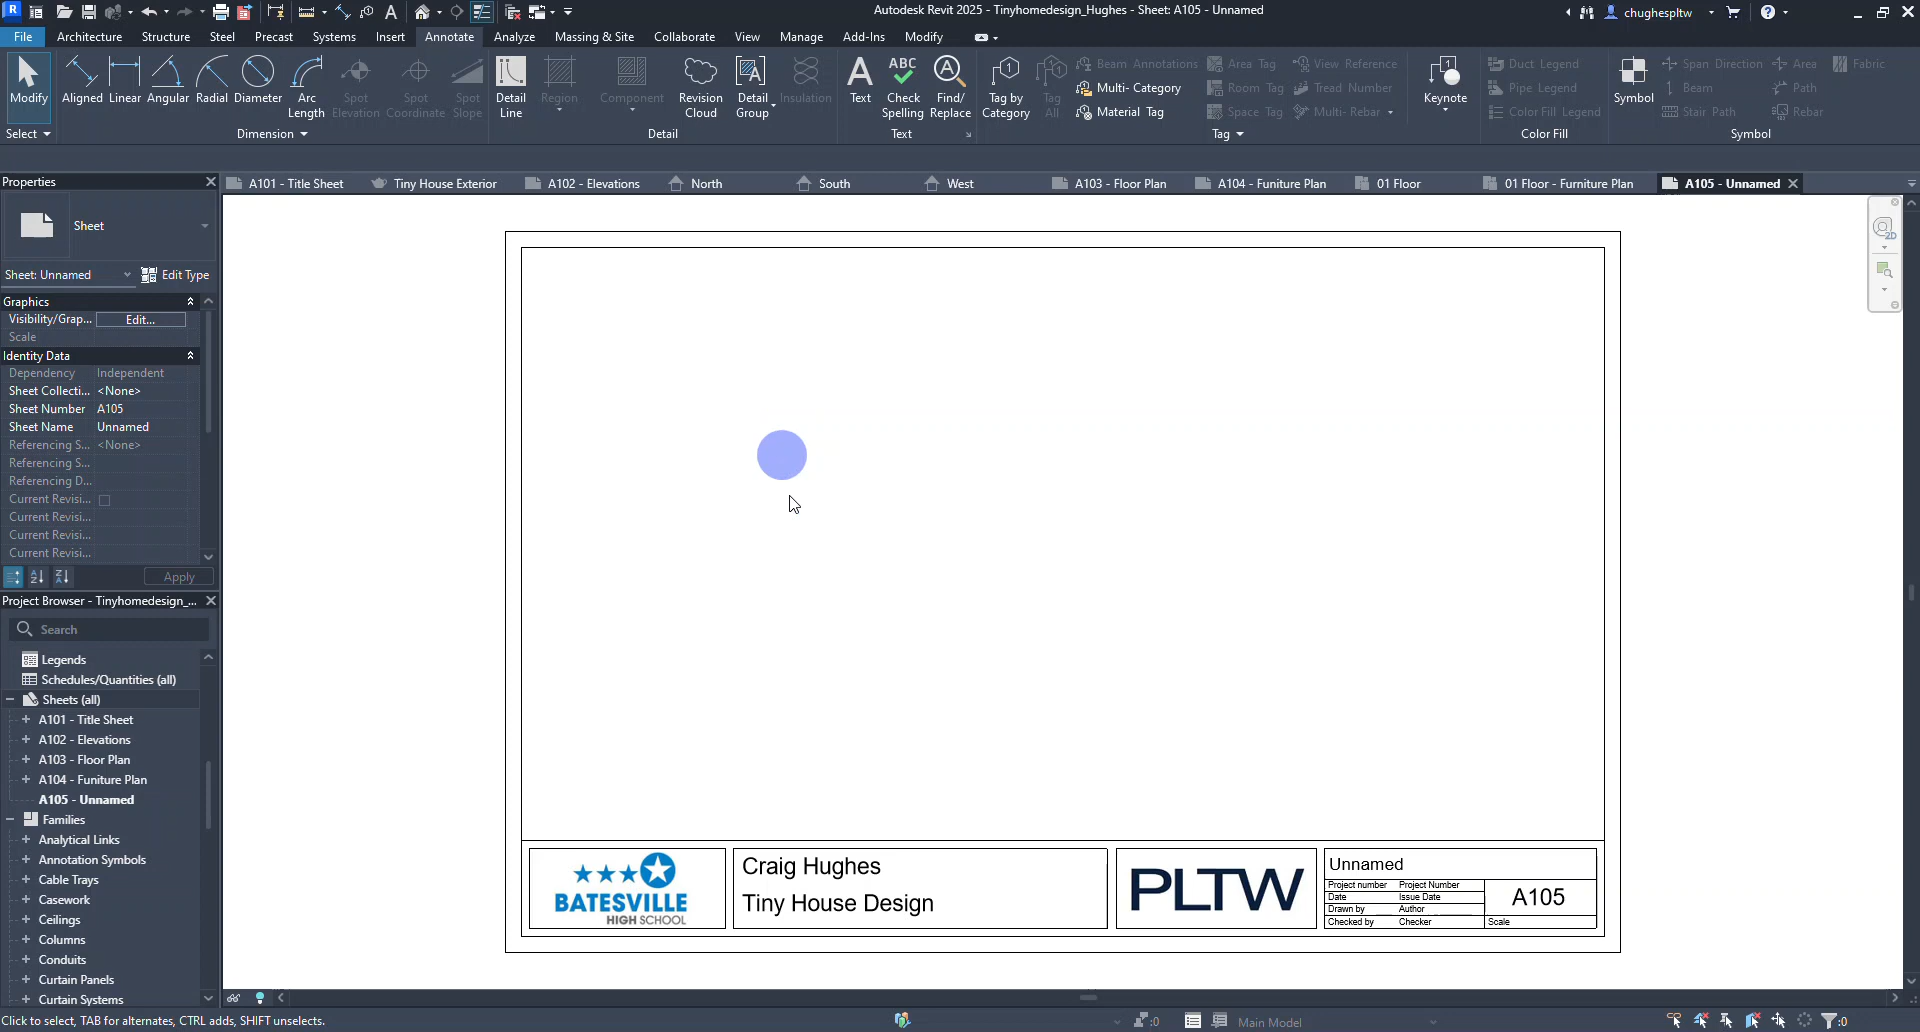 Autodesk Revit 2025 - Tinyhomedesign_Hughes - Sheet: A105 - Unnamed
chughespltw
File Architecture Structure Steel Precast Systems Insert Annotate Analyze Massing & Site Collaborate View Manage Add-Ins Modify
Modify
Aligned Linear Angular Radial Diameter Arc Length Spot Elevation Spot Coordinate Spot Slope
Detail Line Region Component Revision Cloud Detail Group Insulation
ABC
Text Check Spelling Find/ Replace
Tag by Category Tag All
Beam Annotations Area Tag View Reference
Multi- Category Room Tag Tread Number
Material Tag Space Tag Multi- Rebar
Keynote
Duct Legend
Pipe Legend
Color Fill Legend
Symbol
Span Direction Area Fabric
Beam Path
Stair Path Rebar
Select Dimension Detail Text Tag Color Fill Symbol
Properties
A101 - Title Sheet Tiny House Exterior A102 - Elevations North South West A103 - Floor Plan A104 - Funiture Plan 01 Floor 01 Floor - Furniture Plan A105 - Unnamed
Sheet
Sheet: Unnamed Edit Type
Graphics
Visibility/Grap... Edit...
Scale
Identity Data
Dependency Independent
Sheet Collecti... <None>
Sheet Number A105
Sheet Name Unnamed
Referencing S... <None>
Referencing S...
Referencing D...
Current Revisi...
Current Revisi...
Current Revisi...
Current Revisi...
Apply
Project Browser - Tinyhomedesign_...
Search
Legends
Schedules/Quantities (all)
Sheets (all)
A101 - Title Sheet
A102 - Elevations
A103 - Floor Plan
A104 - Funiture Plan
A105 - Unnamed
Families
Analytical Links
Annotation Symbols
Cable Trays
Casework
Ceilings
Columns
Conduits
Curtain Panels
Curtain Systems
2D
BATESVILLE
HIGH SCHOOL
Craig Hughes
Tiny House Design
PLTW
Unnamed
Project number Project Number
Date Issue Date
Drawn by Author
Checked by Checker
A105
Scale
Click to select, TAB for alternates, CTRL adds, SHIFT unselects.
:0
Main Model
:0